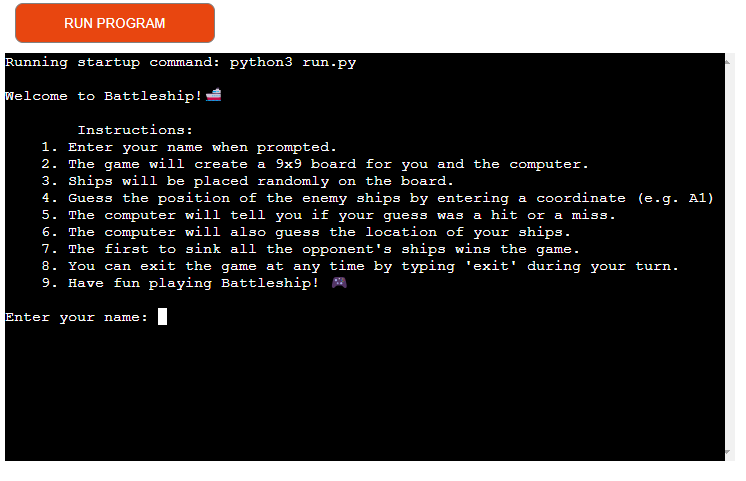 RUN PROGRAM
Running startup command: python3 run.py
Welcome to Battleship!🚢
Instructions:
1. Enter your name when prompted.
2. The game will create a 9x9 board for you and the computer.
3. Ships will be placed randomly on the board.
4. Guess the position of the enemy ships by entering a coordinate (e.g. A1)
5. The computer will tell you if your guess was a hit or a miss.
6. The computer will also guess the location of your ships.
7. The first to sink all the opponent's ships wins the game.
8. You can exit the game at any time by typing 'exit' during your turn.
9. Have fun playing Battleship! 🎮
Enter your name: